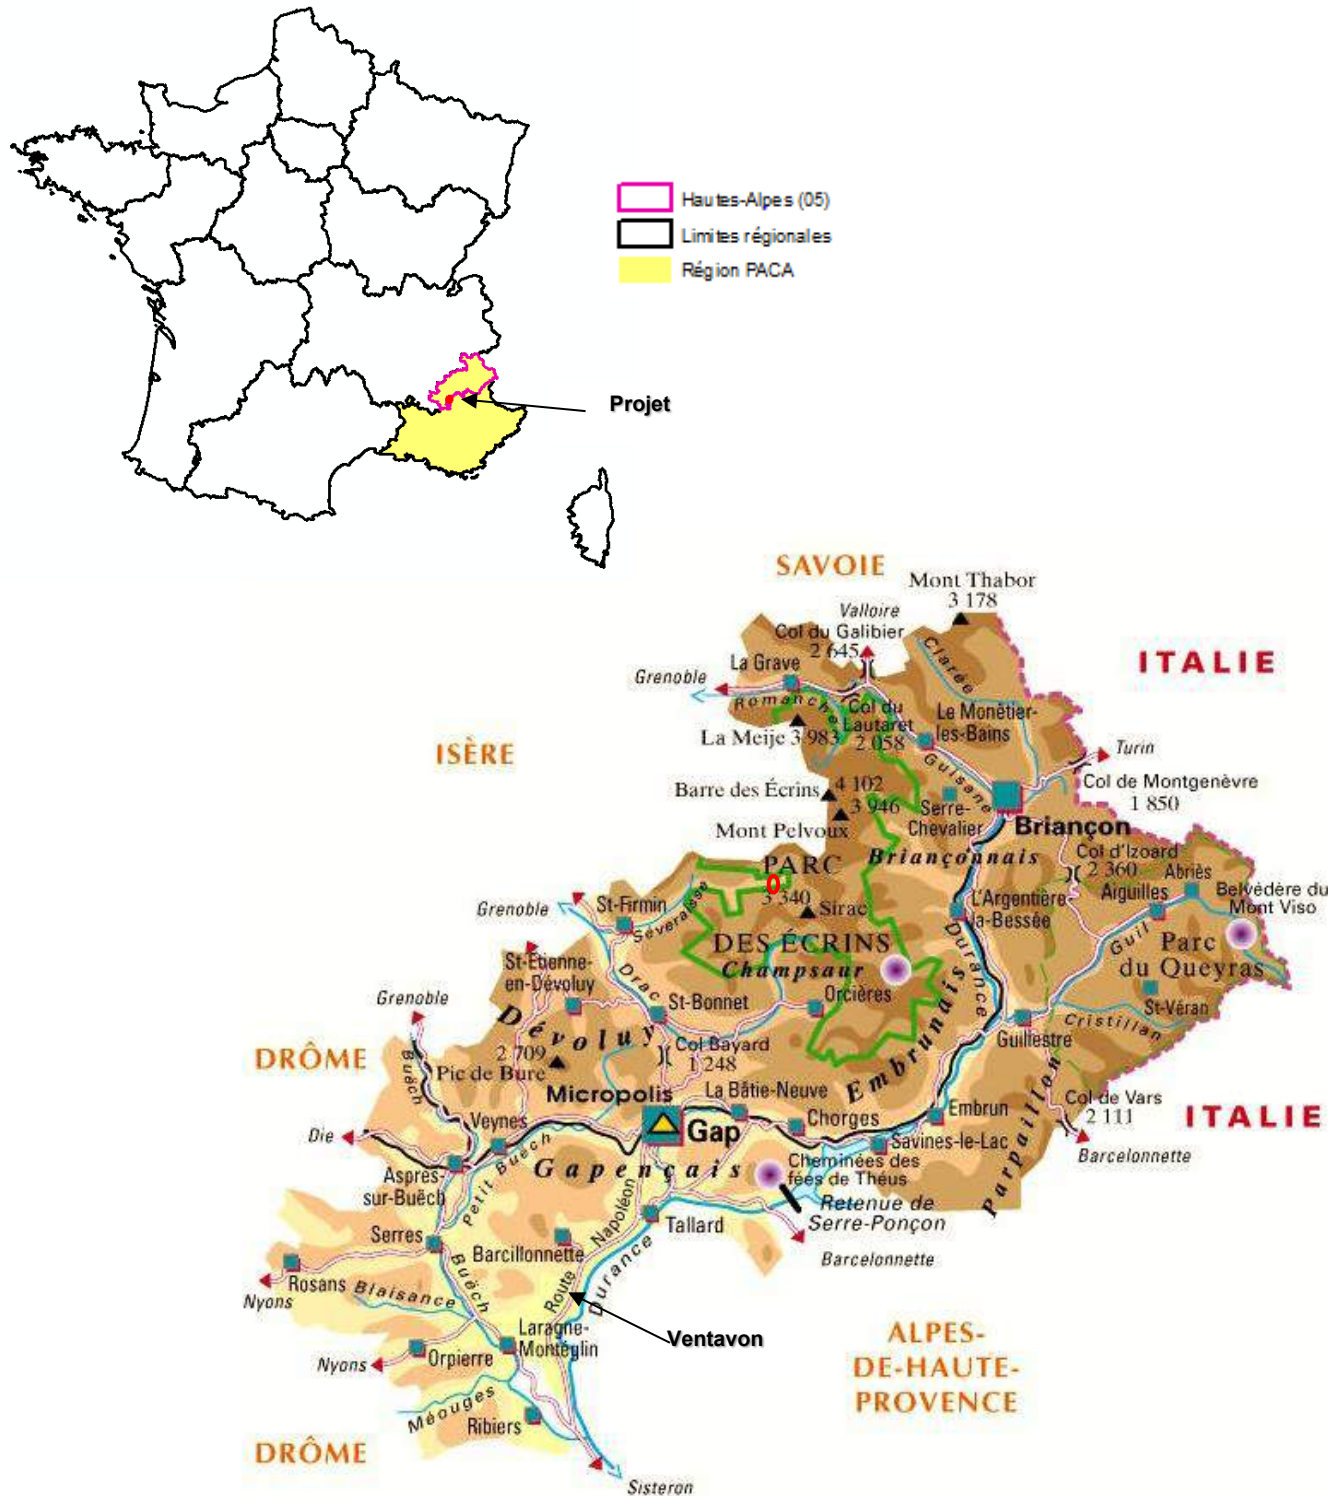 Hautes-Alpes (05)
Limites régionales
Région PACA
Projet
SAVOIE
Mont Thabor
3 178
Valloire
Col du Galibier
2 645
Clarée
ITALIE
La Grave
Grenoble
Romanche
Col du
Lautaret
2 058
Le Monêtier-
les-Bains
La Meije 3 983
ISÈRE
Turin
Guisane
Col de Montgenèvre
1 850
Barre des Écrins
4 102
3 946
Serre-
Chevalier
Mont Pelvoux
Briançon
Briançonnais
Col d'Izoard
2 360
Abriès
PARC
0
3 340
Sirac
Aiguilles
Belvédère du
Mont Viso
L'Argentière
la-Bessée
Grenoble
St-Firmin
Séveraisse
DES ÉCRINS
Champsaur
Durance
Guil
Parc
du Queyras
St-Étienne-
en-Dévoluy
Drac
St-Bonnet
Orcières
St-Véran
Cristillan
Grenoble
Dévoluy
Embrunais
Guillestre
DRÔME
Buëch
2 709
Pic de Bure
Col Bayard
1 248
Parpaillon
Micropolis
La Bâtie-Neuve
Col de Vars
2 111
ITALIE
Die
Veynes
Gap
Chorges
Embrun
Savines-le-Lac
Barcelonnette
Petit Buëch
Gapençais
Cheminées des
fées de Théus
Aspres-
sur-Buëch
Retenue de
Serre-Ponçon
Serres
Barcillonnette
Napoléon
Tallard
Barcelonnette
Rosans
Nyons
Blaisance
Buëch
Route
Durance
Ventavon
Laragne-
Montéglin
ALPES-
DE-HAUTE-
PROVENCE
Nyons
Orpierre
Méouges
Ribiers
DRÔME
Sisteron